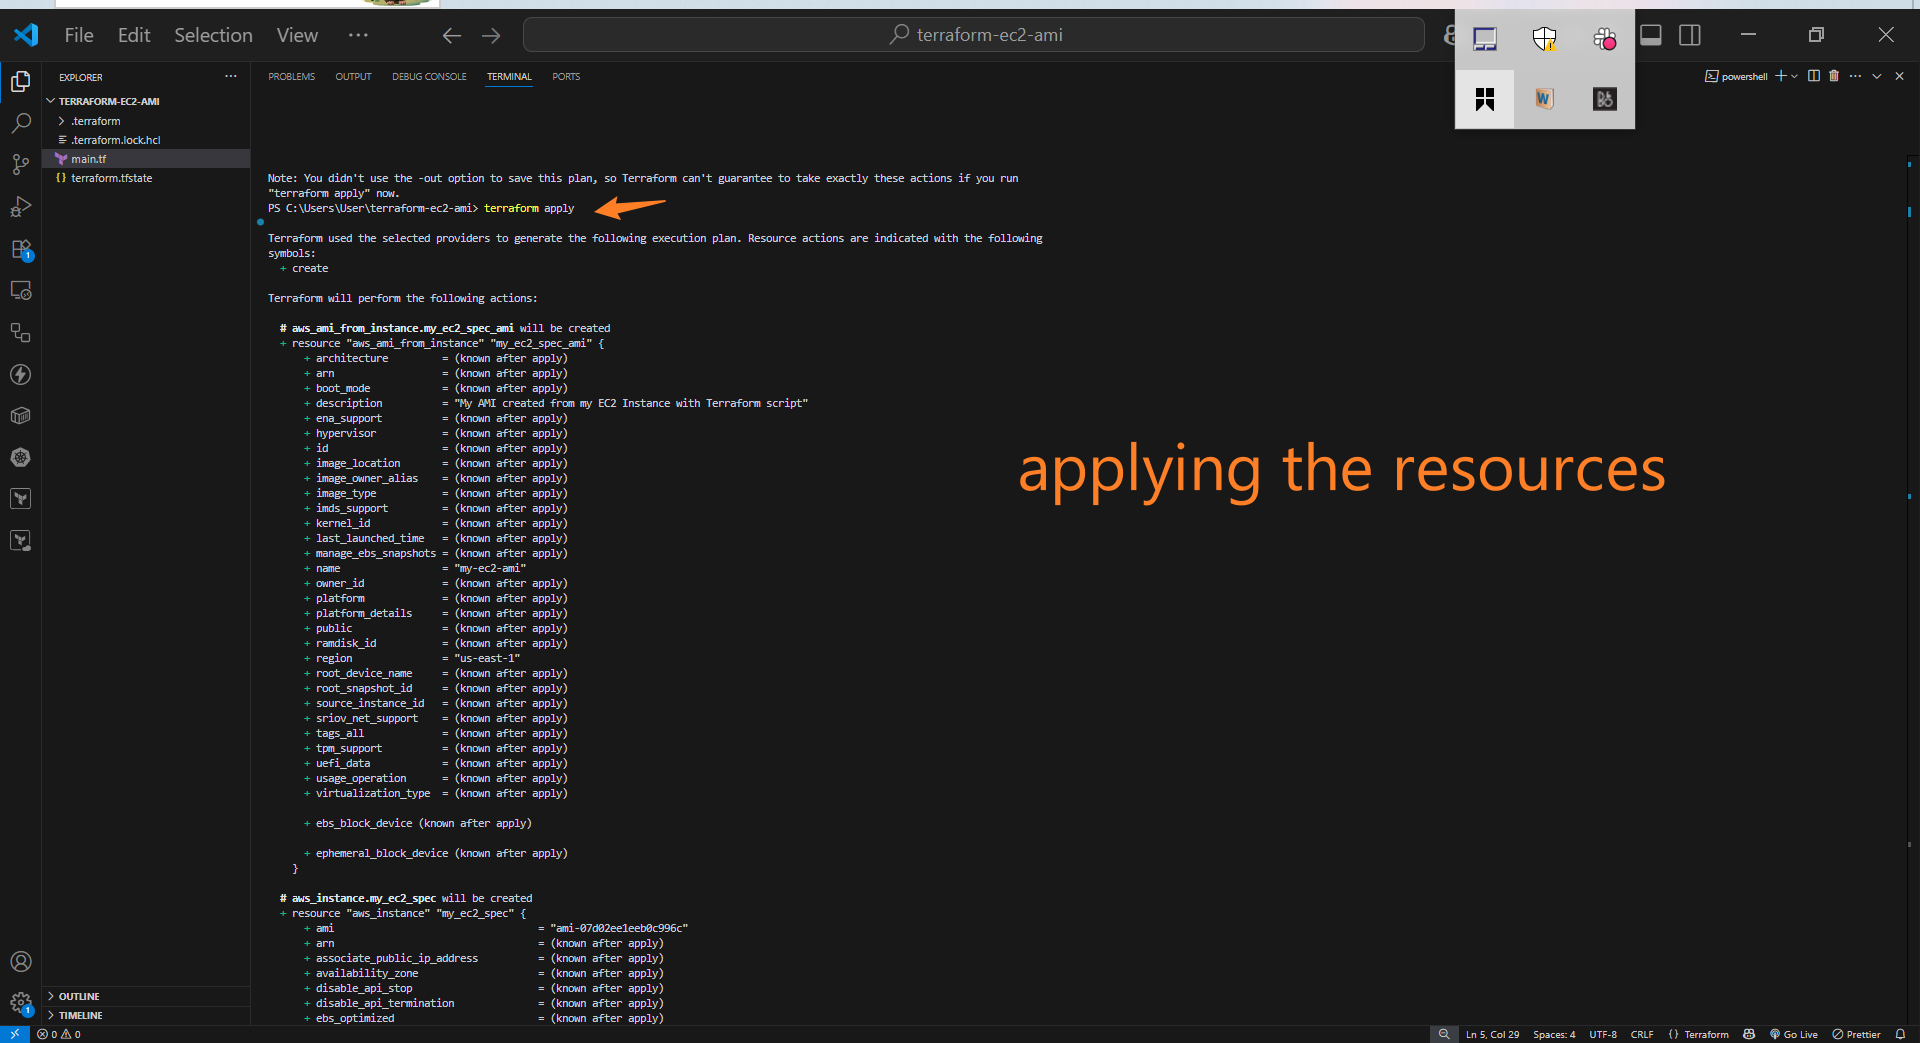 File Edit Selection View ··· terraform-ec2-ami
EXPLORER ···
TERRAFORM-EC2-AMI
.terraform
.terraform.lock.hcl
main.tf
terraform.tfstate
PROBLEMS OUTPUT DEBUG CONSOLE TERMINAL PORTS
powershell
Note: You didn't use the -out option to save this plan, so Terraform can't guarantee to take exactly these actions if you run
"terraform apply" now.
PS C:\Users\User\terraform-ec2-ami> terraform apply
Terraform used the selected providers to generate the following execution plan. Resource actions are indicated with the following
symbols:
+ create
Terraform will perform the following actions:
# aws_ami_from_instance.my_ec2_spec_ami will be created
+ resource "aws_ami_from_instance" "my_ec2_spec_ami" {
+ architecture = (known after apply)
+ arn = (known after apply)
+ boot_mode = (known after apply)
+ description = "My AMI created from my EC2 Instance with Terraform script"
+ ena_support = (known after apply)
+ hypervisor = (known after apply)
+ id = (known after apply)
+ image_location = (known after apply)
+ image_owner_alias = (known after apply)
+ image_type = (known after apply)
+ imds_support = (known after apply)
+ kernel_id = (known after apply)
+ last_launched_time = (known after apply)
+ manage_ebs_snapshots = (known after apply)
+ name = "my-ec2-ami"
+ owner_id = (known after apply)
+ platform = (known after apply)
+ platform_details = (known after apply)
+ public = (known after apply)
+ ramdisk_id = (known after apply)
+ region = "us-east-1"
+ root_device_name = (known after apply)
+ root_snapshot_id = (known after apply)
+ source_instance_id = (known after apply)
+ sriov_net_support = (known after apply)
+ tags_all = (known after apply)
+ tpm_support = (known after apply)
+ uefi_data = (known after apply)
+ usage_operation = (known after apply)
+ virtualization_type = (known after apply)
+ ebs_block_device (known after apply)
+ ephemeral_block_device (known after apply)
}
# aws_instance.my_ec2_spec will be created
+ resource "aws_instance" "my_ec2_spec" {
+ ami = "ami-07d02ee1eeb0c996c"
+ arn = (known after apply)
+ associate_public_ip_address = (known after apply)
+ availability_zone = (known after apply)
+ disable_api_stop = (known after apply)
+ disable_api_termination = (known after apply)
+ ebs_optimized = (known after apply)
applying the resources
OUTLINE
TIMELINE
0 0 Ln 5, Col 29 Spaces: 4 UTF-8 CRLF {} Terraform Go Live Prettier